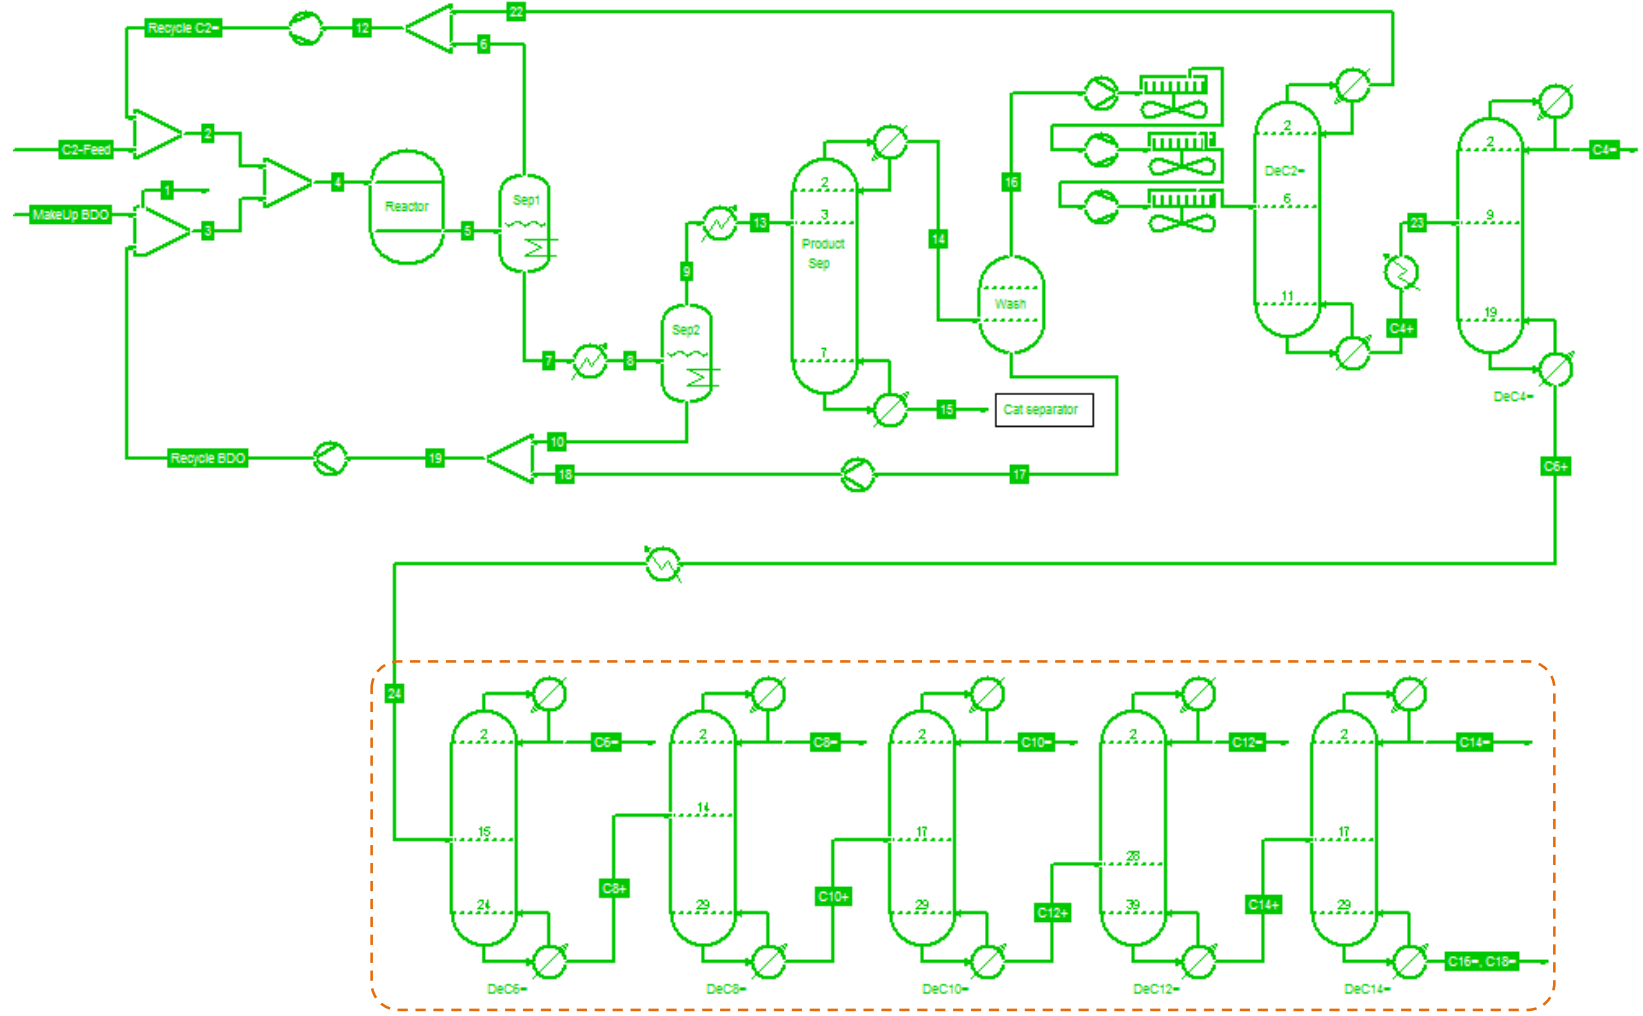 22
Recycle C2=
12
6
C2-Feed
2
1
MakeUp BDO
3
4
Reactor
5
Sep1
7
8
Sep2
9
10
13
2
3
Product
Sep
7
14
15
Cat separator
16
Wash
17
18
19
Recycle BDO
2
DeC2=
6
11
C4+
23
2
9
19
C4=
DeC4=
C6+
24
2
15
24
C6=
DeC6=
C8+
2
14
29
C8=
DeC8=
C10+
2
17
29
C10=
DeC10=
C12+
2
28
39
C12=
DeC12=
C14+
2
17
29
C14=
C16=, C18=
DeC14=